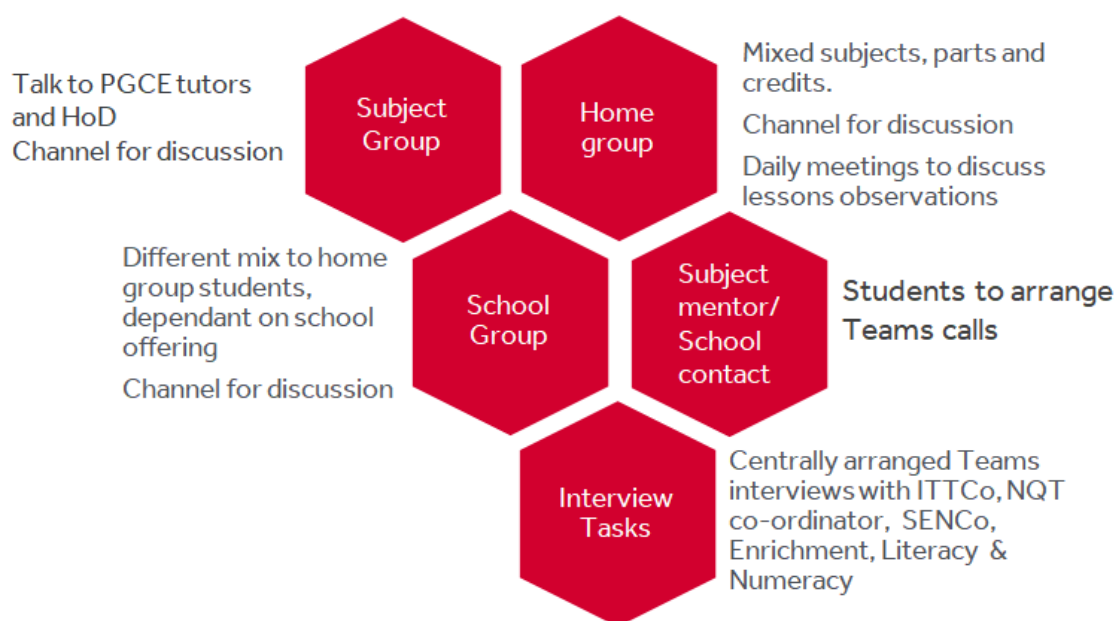 Talk to PGCE tutors
and HoD
Channel for discussion
Subject
Group
Home
group
Mixed subjects, parts and
credits.
Channel for discussion
Daily meetings to discuss
lessons observations
Different mix to home
group students,
dependant on school
offering
Channel for discussion
School
Group
Subject
mentor/
School
contact
Students to arrange
Teams calls
Interview
Tasks
Centrally arranged Teams
interviews with ITTCo, NQT
co-ordinator, SENCo,
Enrichment, Literacy &
Numeracy